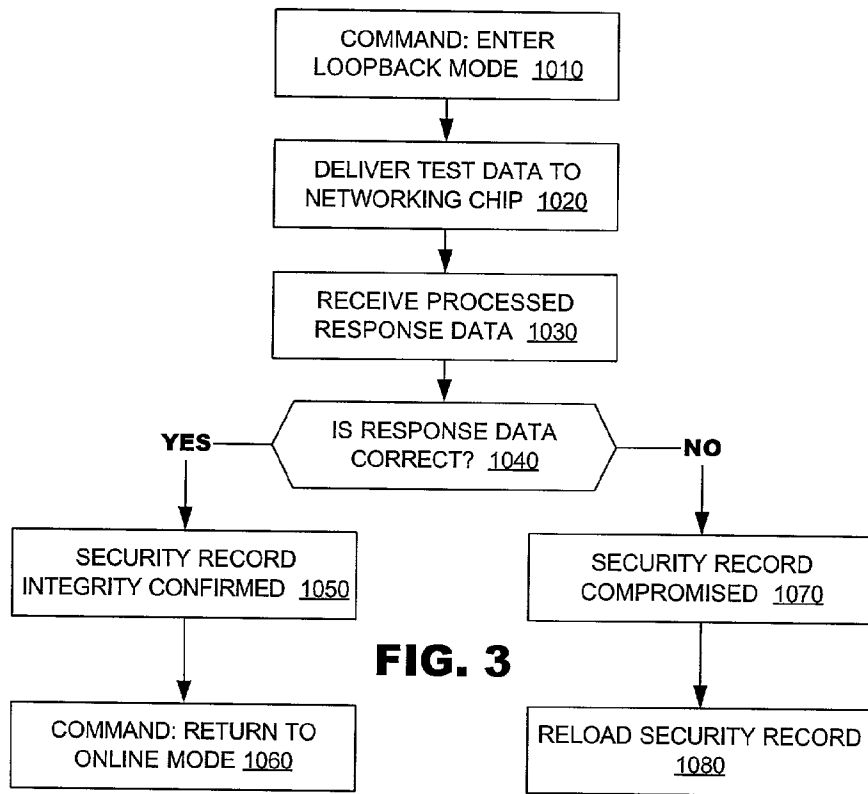 COMMAND: ENTER
LOOPBACK MODE 1010
DELIVER TEST DATA TO
NETWORKING CHIP 1020
RECEIVE PROCESSED
RESPONSE DATA 1030
IS RESPONSE DATA
CORRECT? 1040
YES
NO
SECURITY RECORD
INTEGRITY CONFIRMED 1050
SECURITY RECORD
COMPROMISED 1070
FIG. 3
COMMAND: RETURN TO
ONLINE MODE 1060
RELOAD SECURITY RECORD
1080